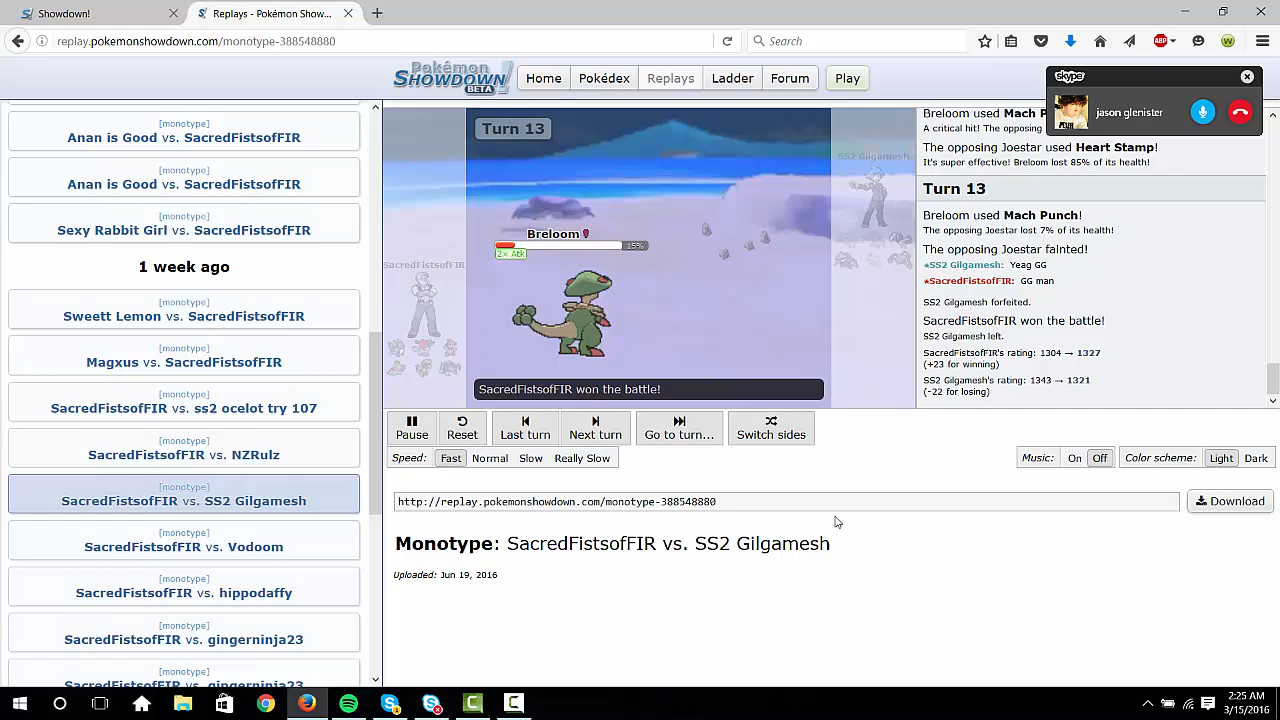 Showdown!
Replays - Pokémon Show...
replay.pokemonshowdown.com/monotype-388548880
Search
ABP
Pokémon
SHOWDOWN!
BETA
Home
Pokédex
Replays
Ladder
Forum
Play
skype
jason glenister
[monotype]
Anan is Good vs. SacredFistsofFIR
[monotype]
Anan is Good vs. SacredFistsofFIR
[monotype]
Sexy Rabbit Girl vs. SacredFistsofFIR
1 week ago
[monotype]
Sweett Lemon vs. SacredFistsofFIR
[monotype]
Magxus vs. SacredFistsofFIR
[monotype]
SacredFistsofFIR vs. ss2 ocelot try 107
[monotype]
SacredFistsofFIR vs. NZRulz
[monotype]
SacredFistsofFIR vs. SS2 Gilgamesh
[monotype]
SacredFistsofFIR vs. Vodoom
[monotype]
SacredFistsofFIR vs. hippodaffy
[monotype]
SacredFistsofFIR vs. gingerninja23
[monotype]
SacredFistsofFIR vs. gingerninja23
Turn 13
SS2 Gilgamesh
Breloom
15%
2× Atk
SacredFistsofFIR
SacredFistsofFIR won the battle!
Breloom used Mach
A critical hit! The opposing
The opposing Joestar used Heart Stamp!
It's super effective! Breloom lost 85% of its health!
Turn 13
Breloom used Mach Punch!
The opposing Joestar lost 7% of its health!
The opposing Joestar fainted!
★SS2 Gilgamesh: Yeag GG
★SacredFistsofFIR: GG man
SS2 Gilgamesh forfeited.
SacredFistsofFIR won the battle!
SS2 Gilgamesh left.
SacredFistsofFIR's rating: 1304 → 1327
(+23 for winning)
SS2 Gilgamesh's rating: 1343 → 1321
(-22 for losing)
Pause
Reset
Last turn
Next turn
Go to turn...
Switch sides
Speed: Fast Normal Slow Really Slow
Music: On Off
Color scheme: Light Dark
http://replay.pokemonshowdown.com/monotype-388548880
Download
Monotype: SacredFistsofFIR vs. SS2 Gilgamesh
Uploaded: Jun 19, 2016
2:25 AM
3/15/2016